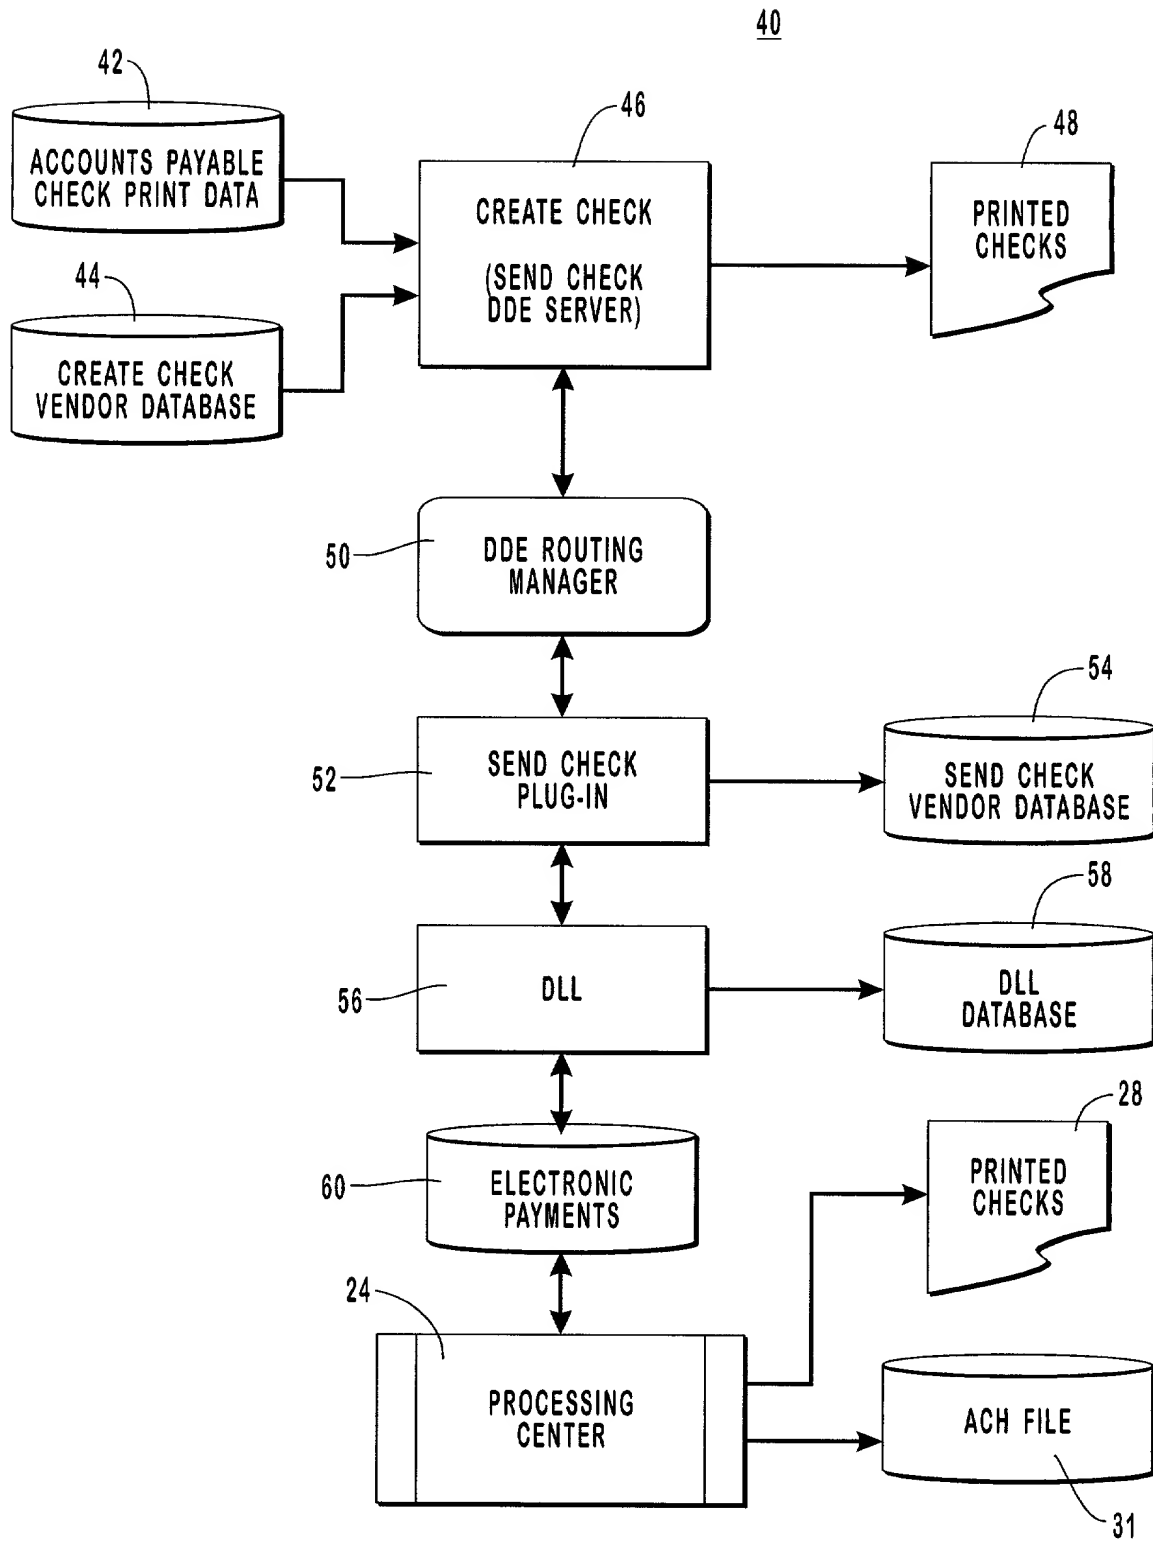 40
42
ACCOUNTS PAYABLE
CHECK PRINT DATA
44
CREATE CHECK
VENDOR DATABASE
46
CREATE CHECK
(SEND CHECK
DDE SERVER)
48
PRINTED
CHECKS
50
DDE ROUTING
MANAGER
52
SEND CHECK
PLUG-IN
54
SEND CHECK
VENDOR DATABASE
56
DLL
58
DLL
DATABASE
60
ELECTRONIC
PAYMENTS
28
PRINTED
CHECKS
24
PROCESSING
CENTER
ACH FILE
31